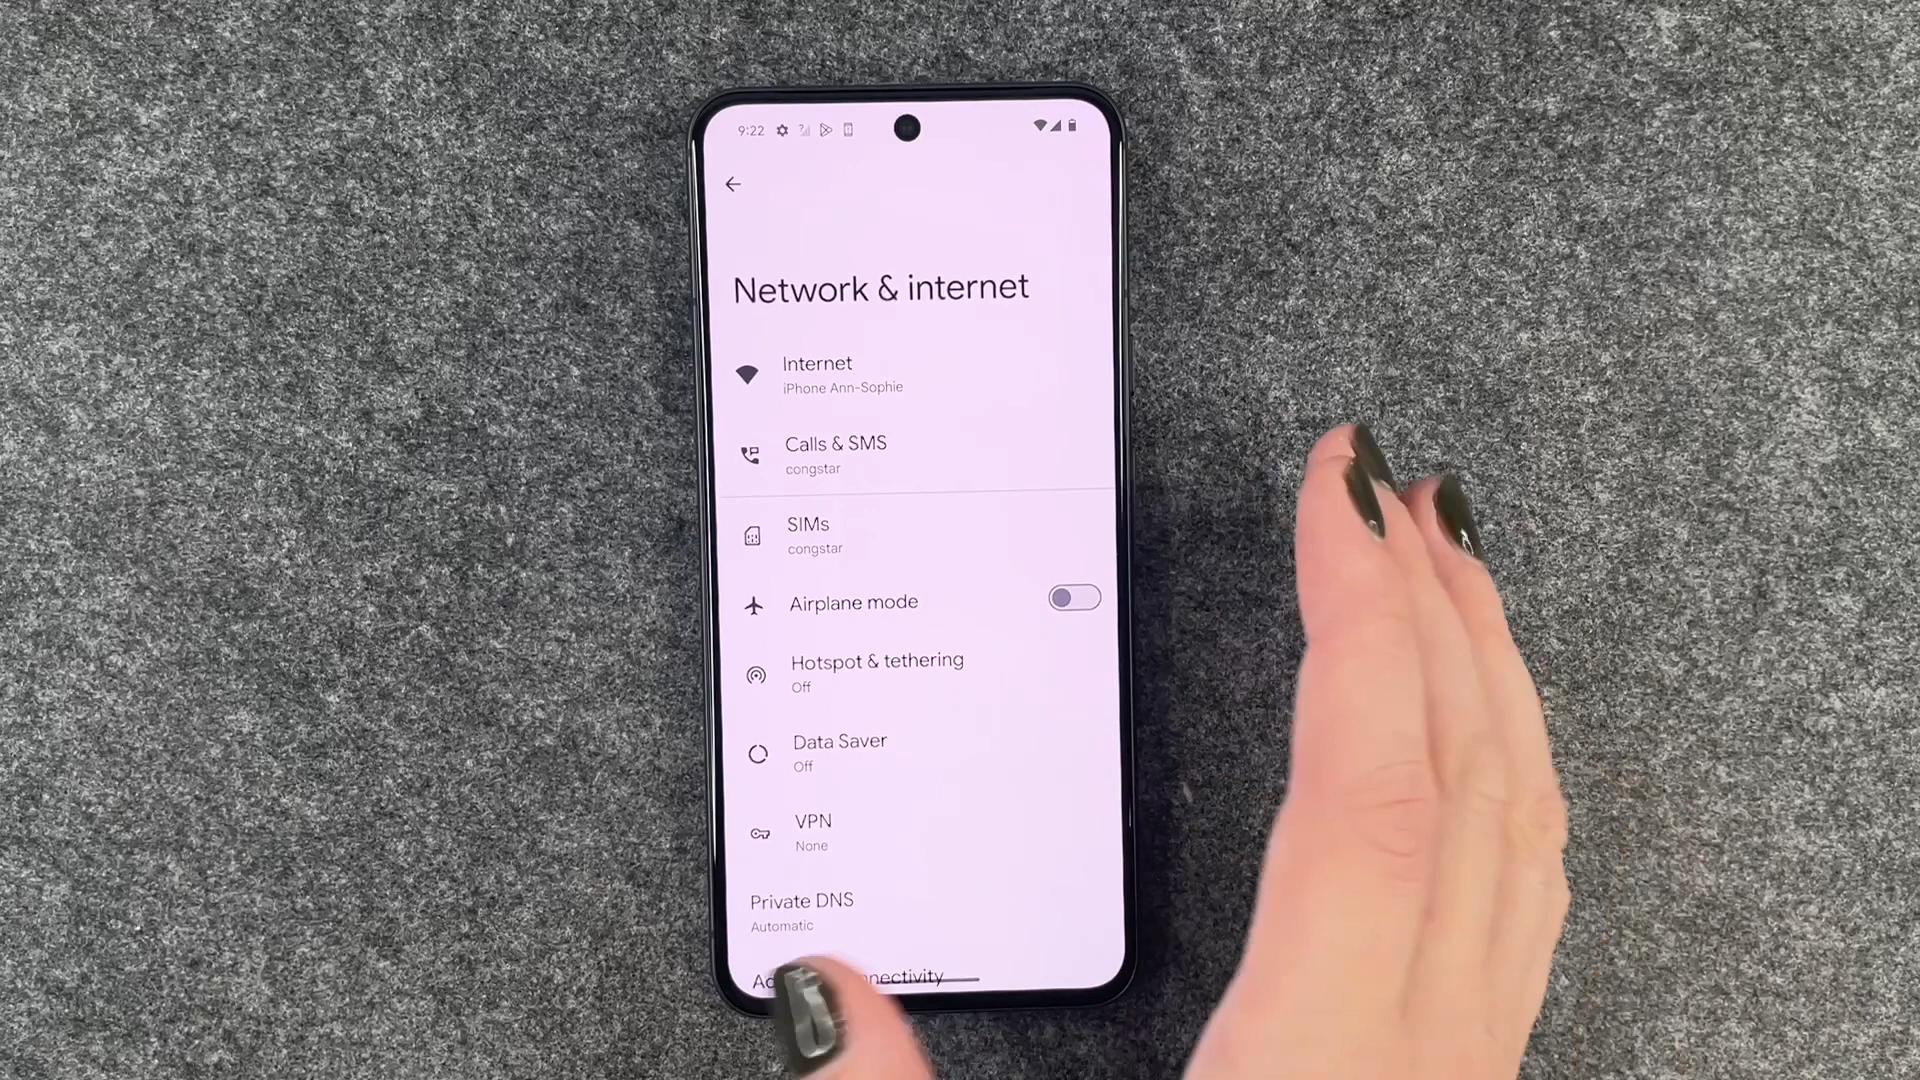 9:22
Network & internet
Internet
iPhone Ann-Sophie
Calls & SMS
congstar
SIMs
congstar
Airplane mode
Hotspot & tethering
Off
Data Saver
Off
VPN
None
Private DNS
Automatic